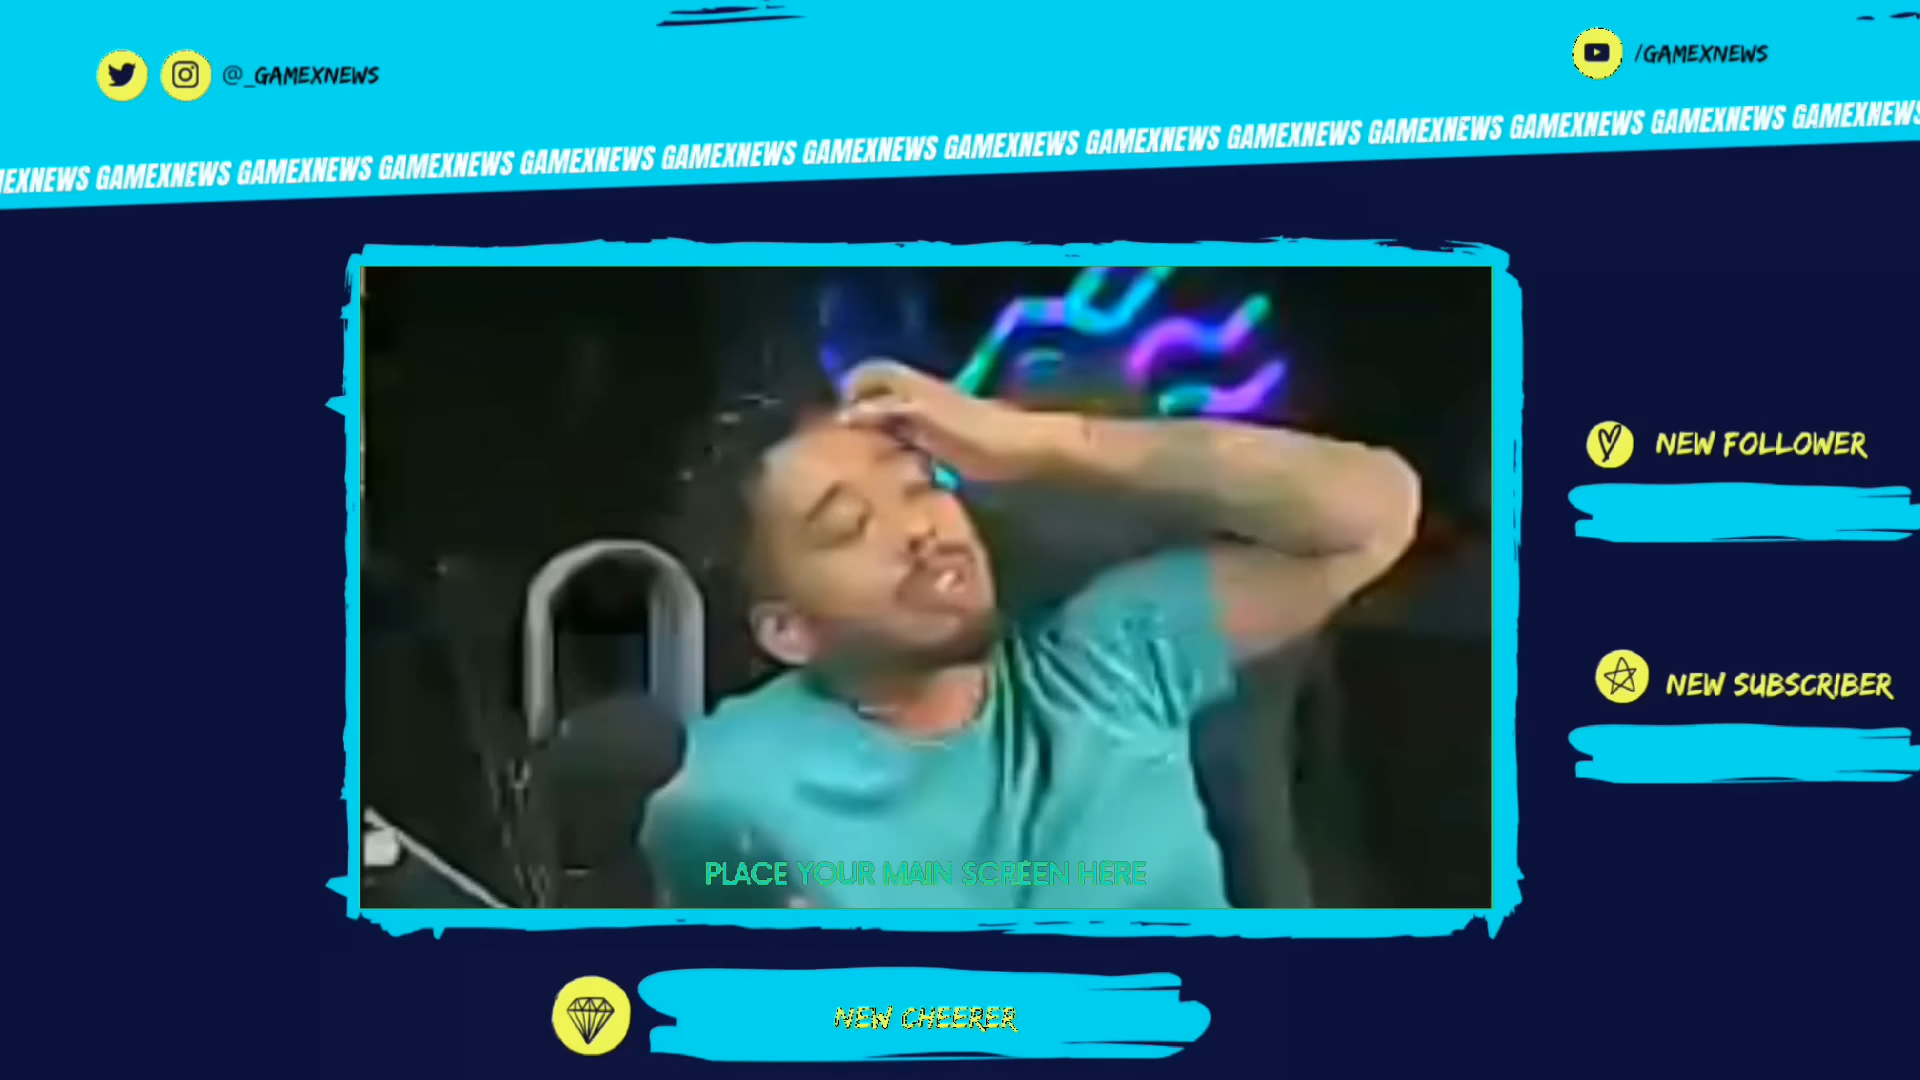 @_GAMEXNEWS
/GAMEXNEWS
EXNEWS GAMEXNEWS GAMEXNEWS GAMEXNEWS GAMEXNEWS GAMEXNEWS GAMEXNEWS GAMEXNEWS GAMEXNEWS GAMEXNEWS GAMEXNEWS GAMEXNEWS GAMEXNEWS GAMEXNEWS
NEW FOLLOWER
NEW SUBSCRIBER
PLACE YOUR MAIN SCREEN HERE
NEW CHEERER